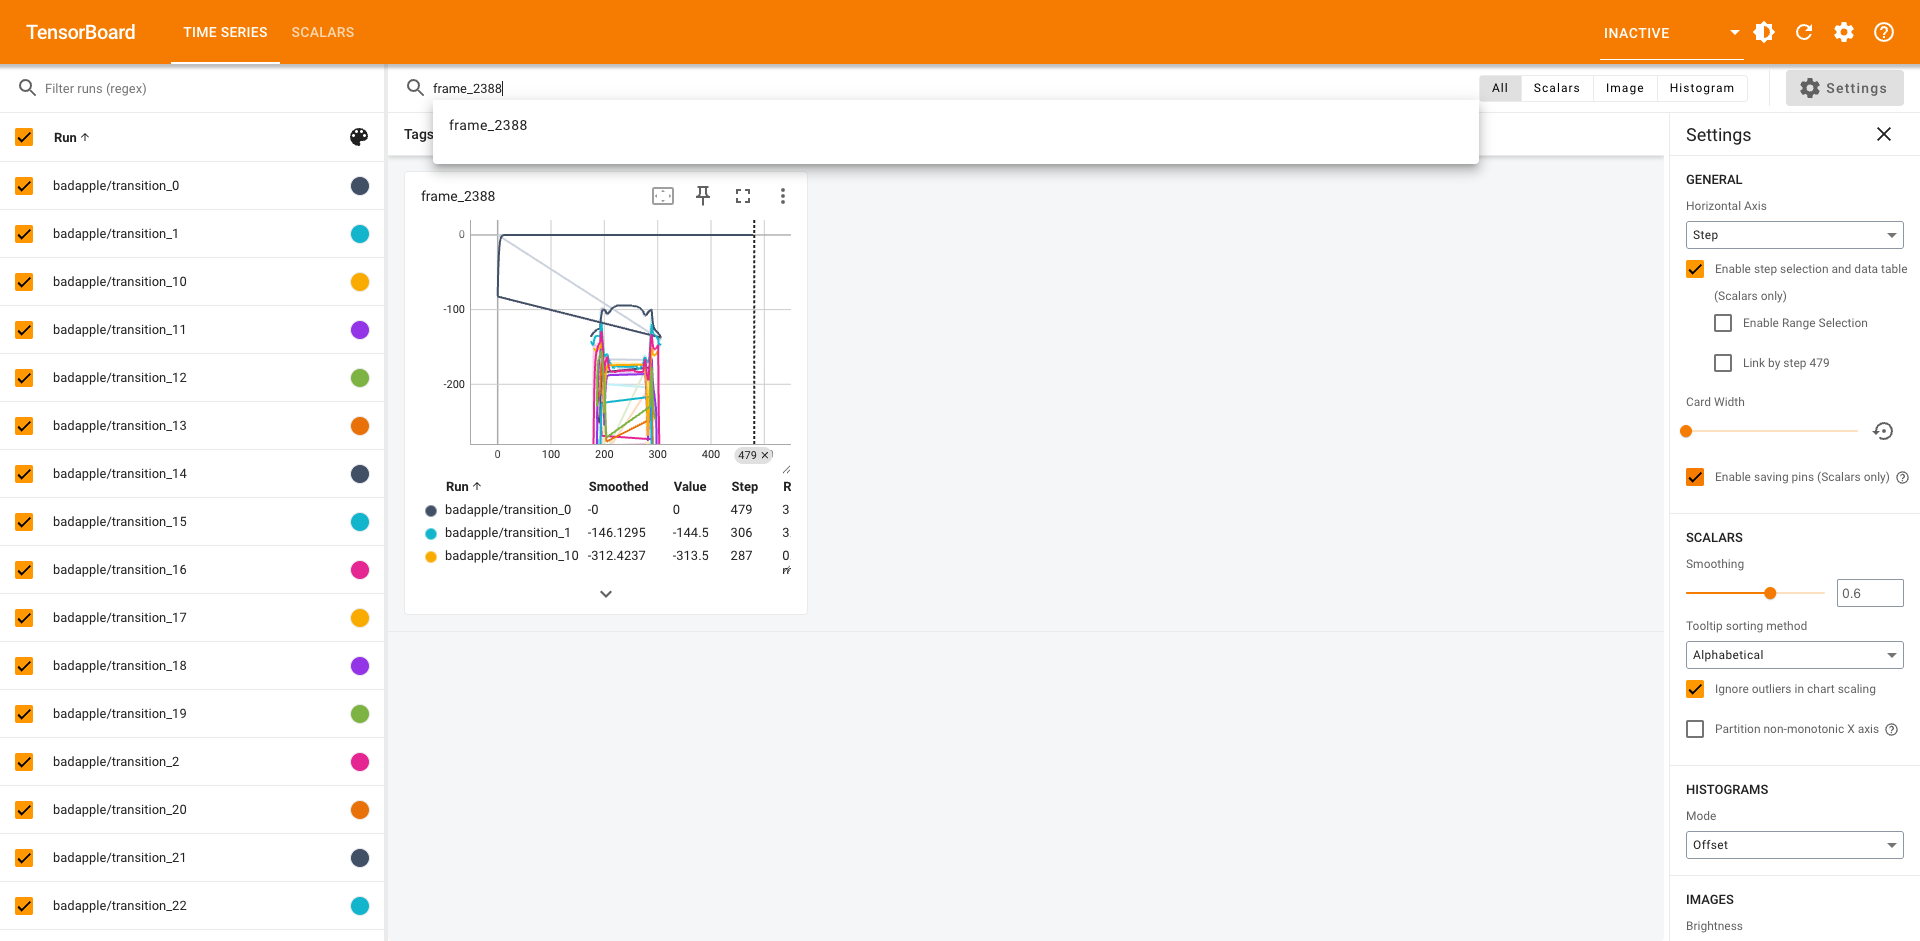 TensorBoard
TIME SERIES
SCALARS
INACTIVE
Filter runs (regex)
frame_2388
All
Scalars
Image
Histogram
Settings
frame_2388
Run
Tags
Settings
badapple/transition_0
badapple/transition_1
badapple/transition_10
badapple/transition_11
badapple/transition_12
badapple/transition_13
badapple/transition_14
badapple/transition_15
badapple/transition_16
badapple/transition_17
badapple/transition_18
badapple/transition_19
badapple/transition_2
badapple/transition_20
badapple/transition_21
badapple/transition_22
frame_2388
0
-100
-200
0 100 200 300 400 479
Run Smoothed Value Step R
badapple/transition_0 -0 0 479 3
badapple/transition_1 -146.1295 -144.5 306 3
badapple/transition_10 -312.4237 -313.5 287 0
GENERAL
Horizontal Axis
Step
Enable step selection and data table
(Scalars only)
Enable Range Selection
Link by step 479
Card Width
Enable saving pins (Scalars only)
SCALARS
Smoothing
0.6
Tooltip sorting method
Alphabetical
Ignore outliers in chart scaling
Partition non-monotonic X axis
HISTOGRAMS
Mode
Offset
IMAGES
Brightness